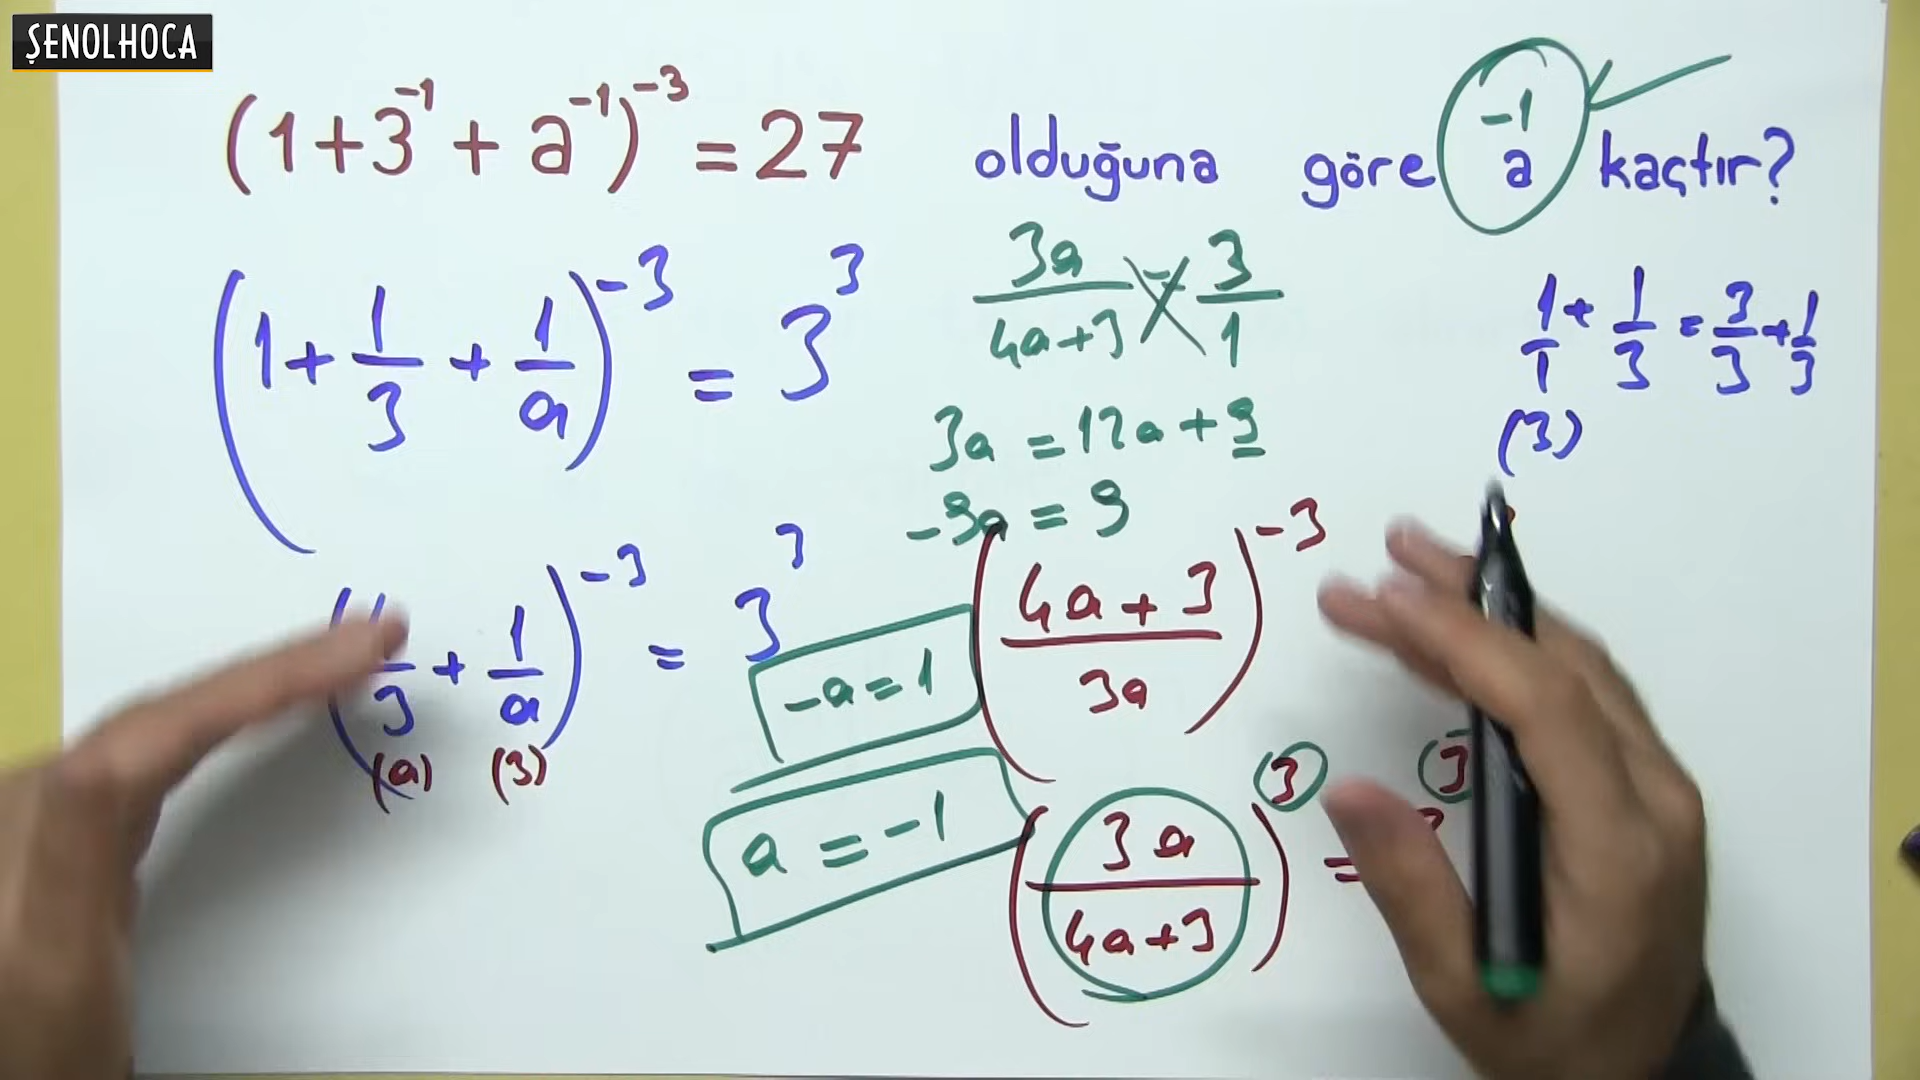 ŞENOLHOCA
(1+3⁻¹ + a⁻¹)⁻³ = 27 olduğuna göre a kaçtır?
-1
(1 + 1/3 + 1/a)⁻³ = 3³
3a/(4a+3) = 3/1
1/1 + 1/3 = 3/3 + 1/3
(3)
3a = 12a + 9
-9a = 9
(4/3 + 1/a)⁻³ = 3³
(a) (3)
((4a+3)/3a)⁻³
-a = 1
a = -1
(3a/(4a+3))³ = 3